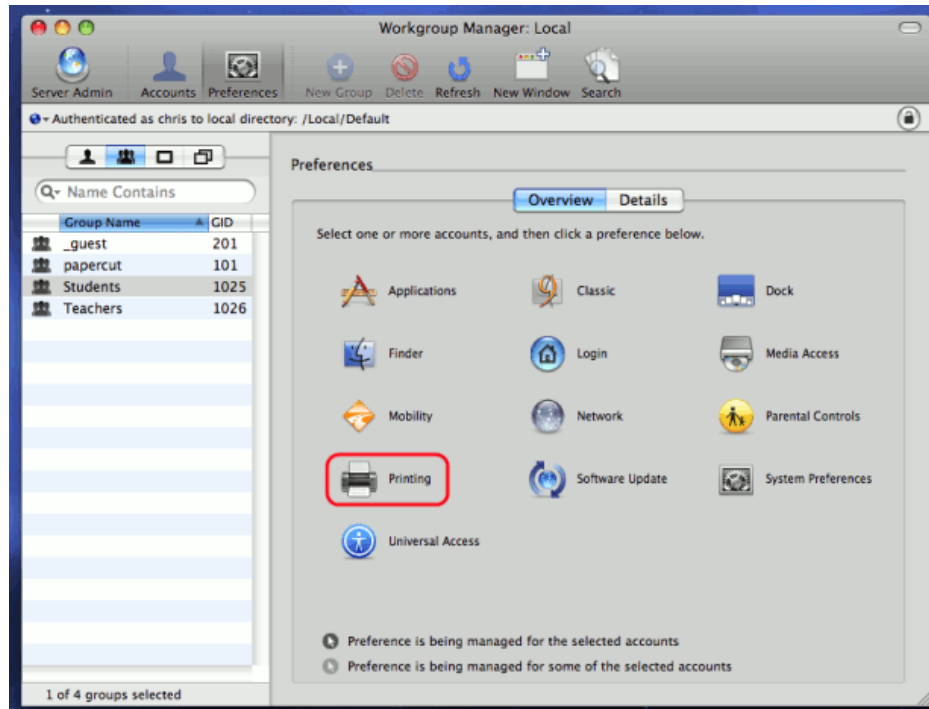 Workgroup Manager: Local
Server Admin Accounts Preferences New Group Delete Refresh New Window Search
Authenticated as chris to local directory: /Local/Default
Preferences
Name Contains
Overview Details
Group Name GID
Select one or more accounts, and then click a preference below.
_guest 201
papercut 101
Students 1025
Teachers 1026
Applications Classic Dock
Finder Login Media Access
Mobility Network Parental Controls
Printing Software Update System Preferences
Universal Access
Preference is being managed for the selected accounts
Preference is being managed for some of the selected accounts
1 of 4 groups selected